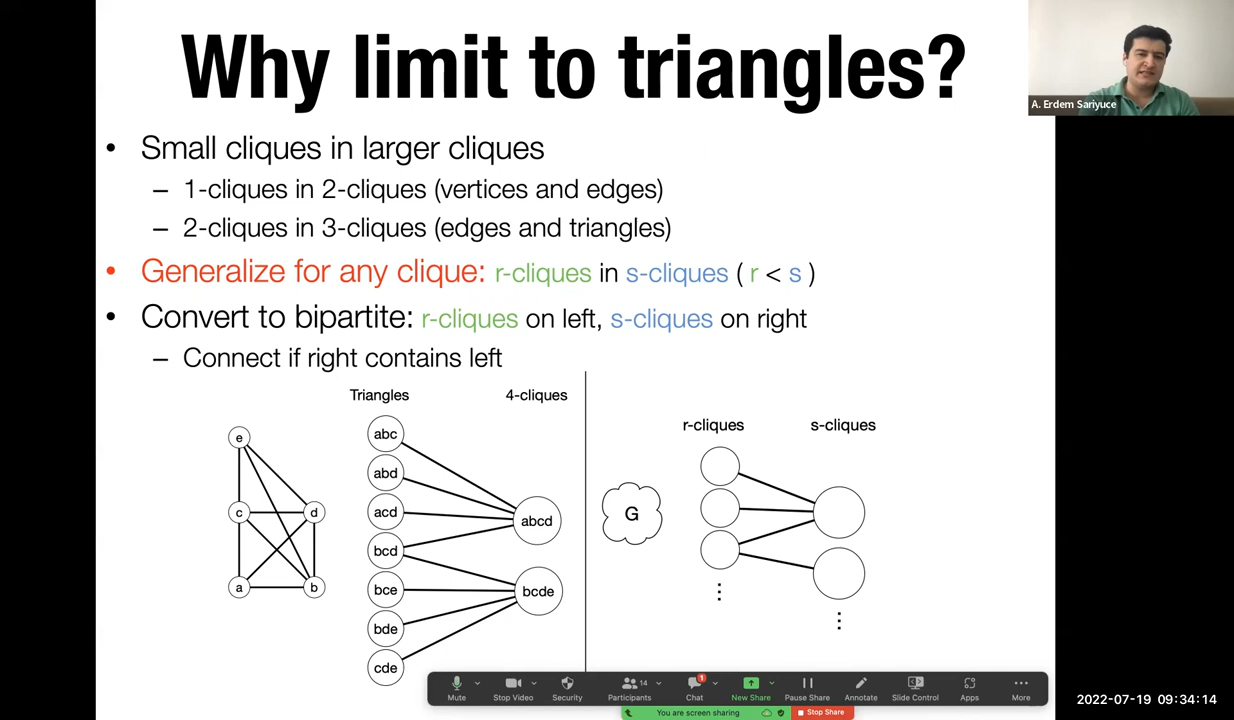 Why limit to triangles?
A. Erdem Sariyuce
• Small cliques in larger cliques
– 1-cliques in 2-cliques (vertices and edges)
– 2-cliques in 3-cliques (edges and triangles)
• Generalize for any clique: r-cliques in s-cliques ( r < s )
• Convert to bipartite: r-cliques on left, s-cliques on right
– Connect if right contains left
Triangles
4-cliques
e
c
d
a
b
abc
abd
acd
bcd
bce
bde
cde
abcd
bcde
r-cliques
s-cliques
G
Mute
Stop Video
Security
14
Participants
1
Chat
New Share
Pause Share
Annotate
Slide Control
Apps
More
You are screen sharing
Stop Share
2022-07-19 09:34:14